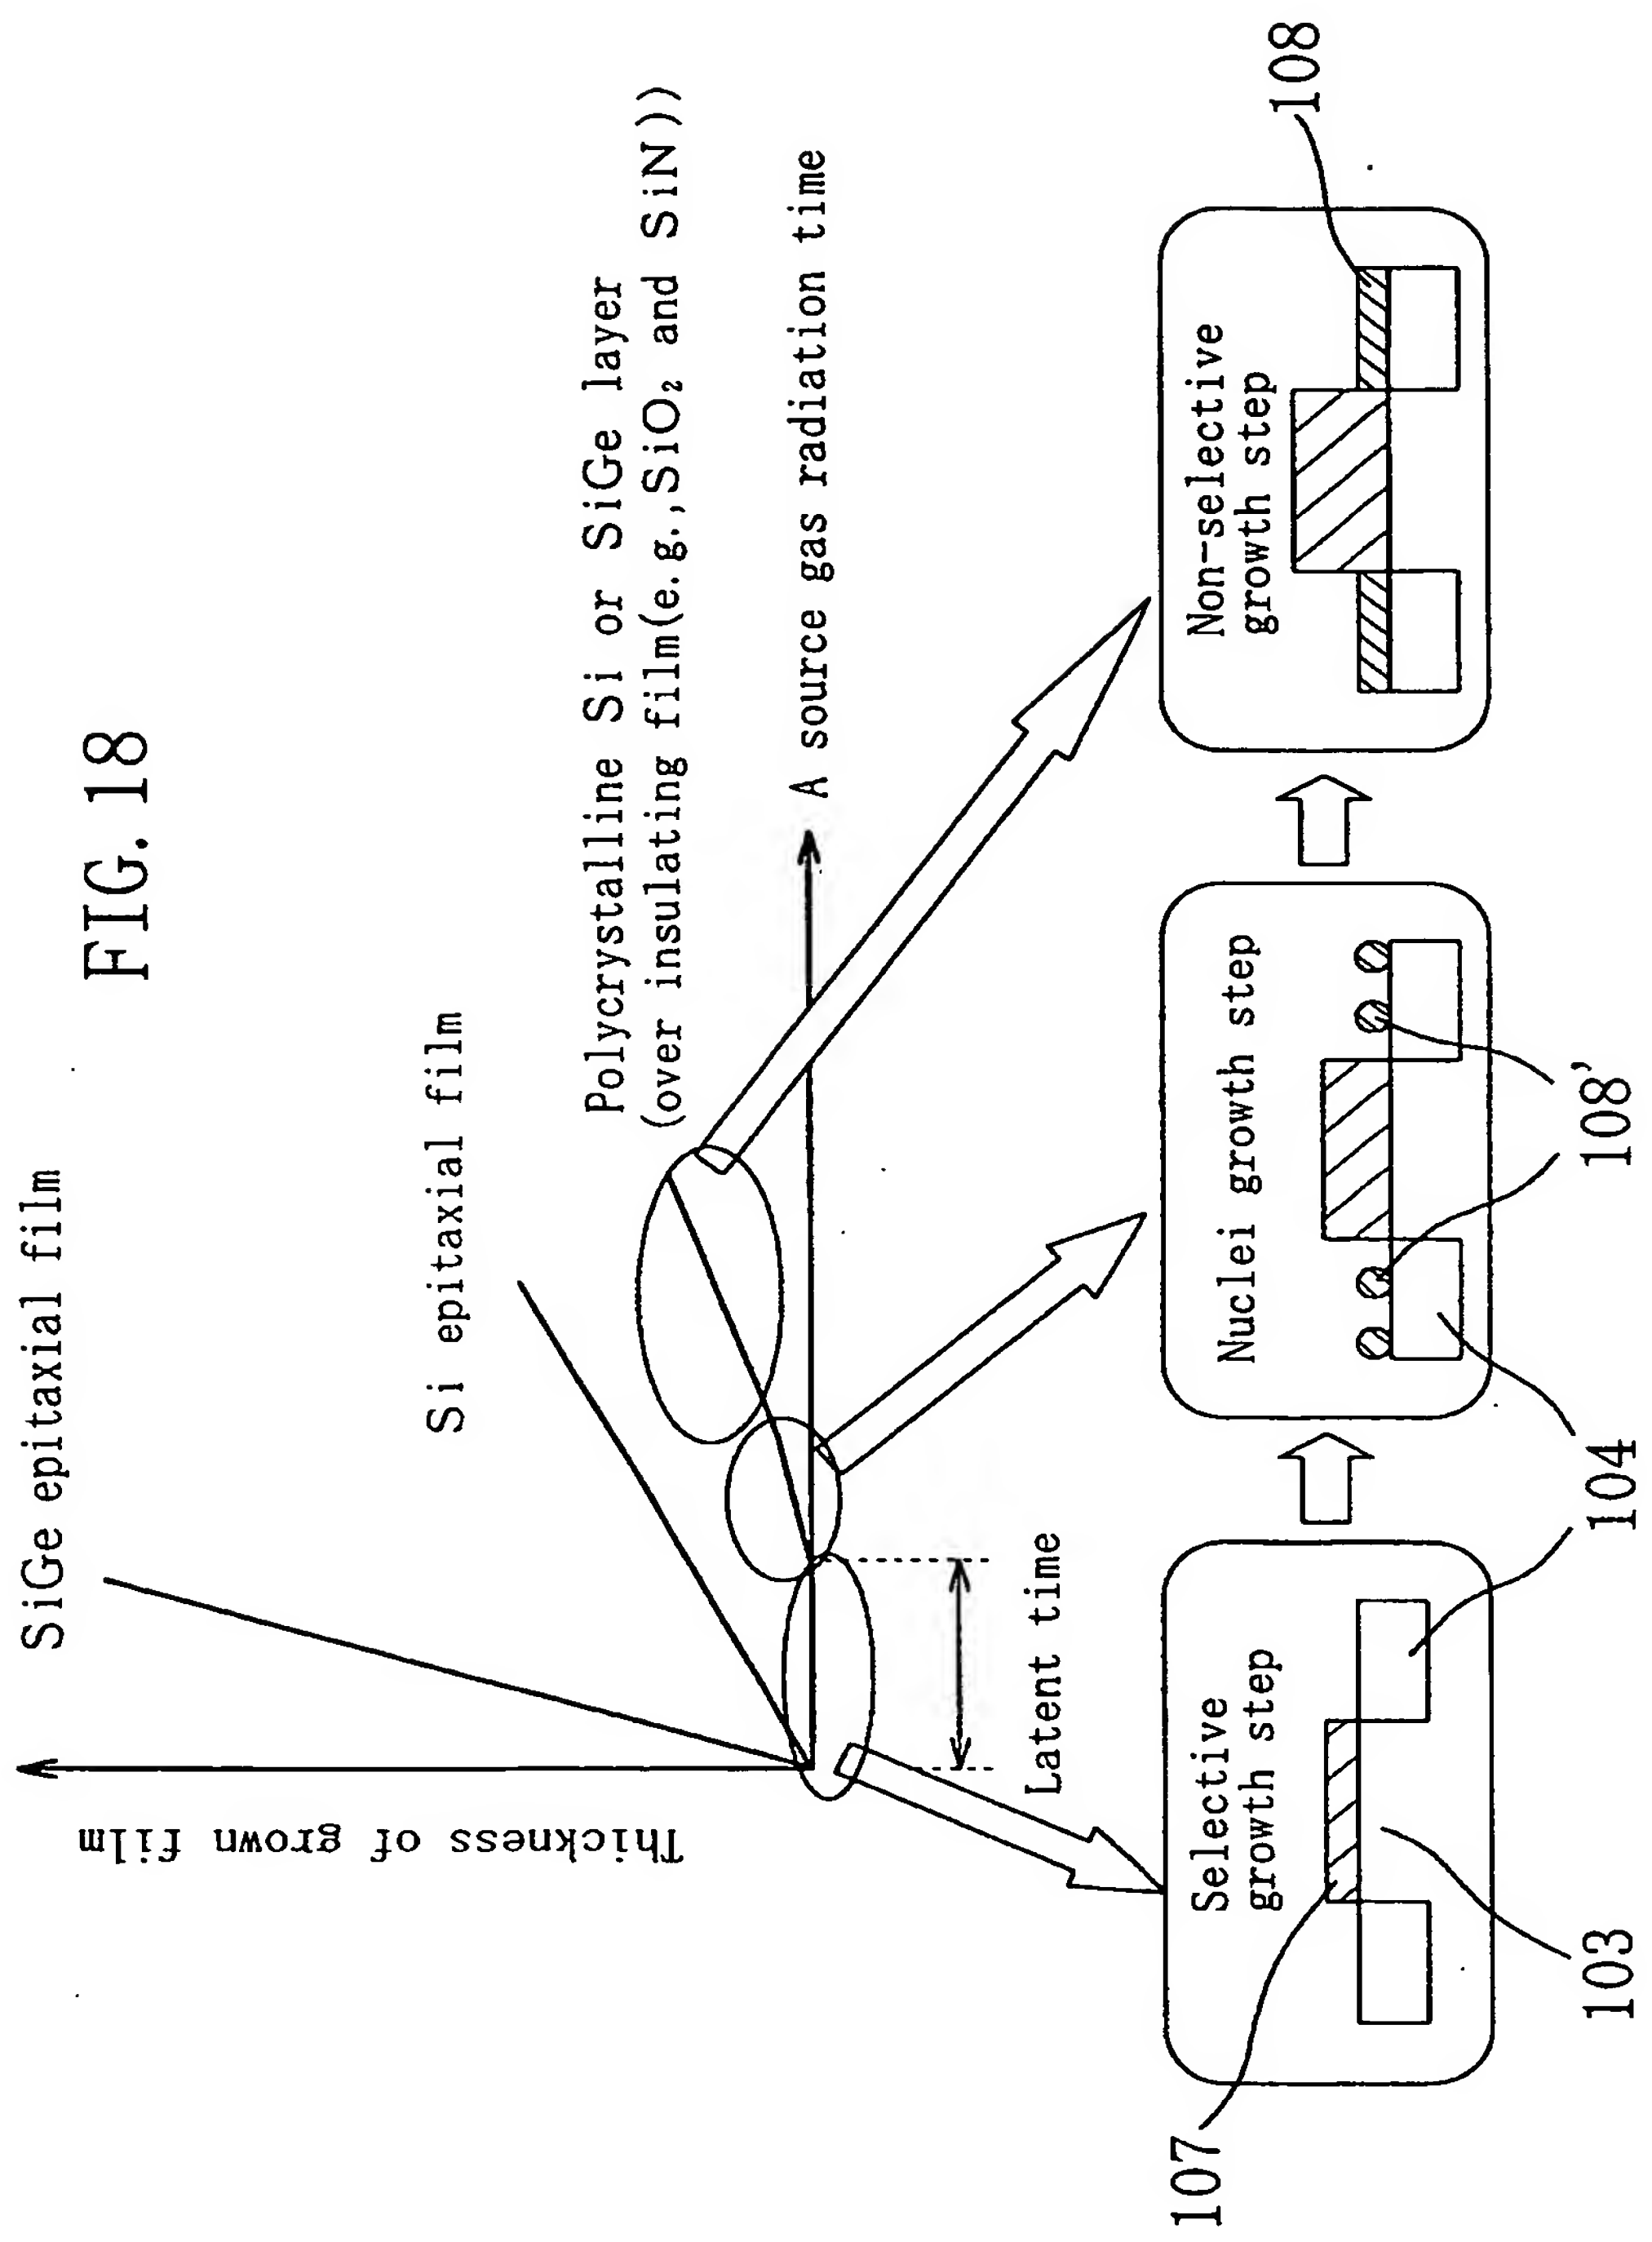 FIG. 18
SiGe epitaxial film
Si epitaxial film
Polycrystalline Si or SiGe layer
(over insulating film(e.g.,SiO₂ and SiN))
Thickness of grown film
A source gas radiation time
Latent time
Selective
growth step
Nuclei growth step
Non-selective
growth step
107
103
104
108'
108